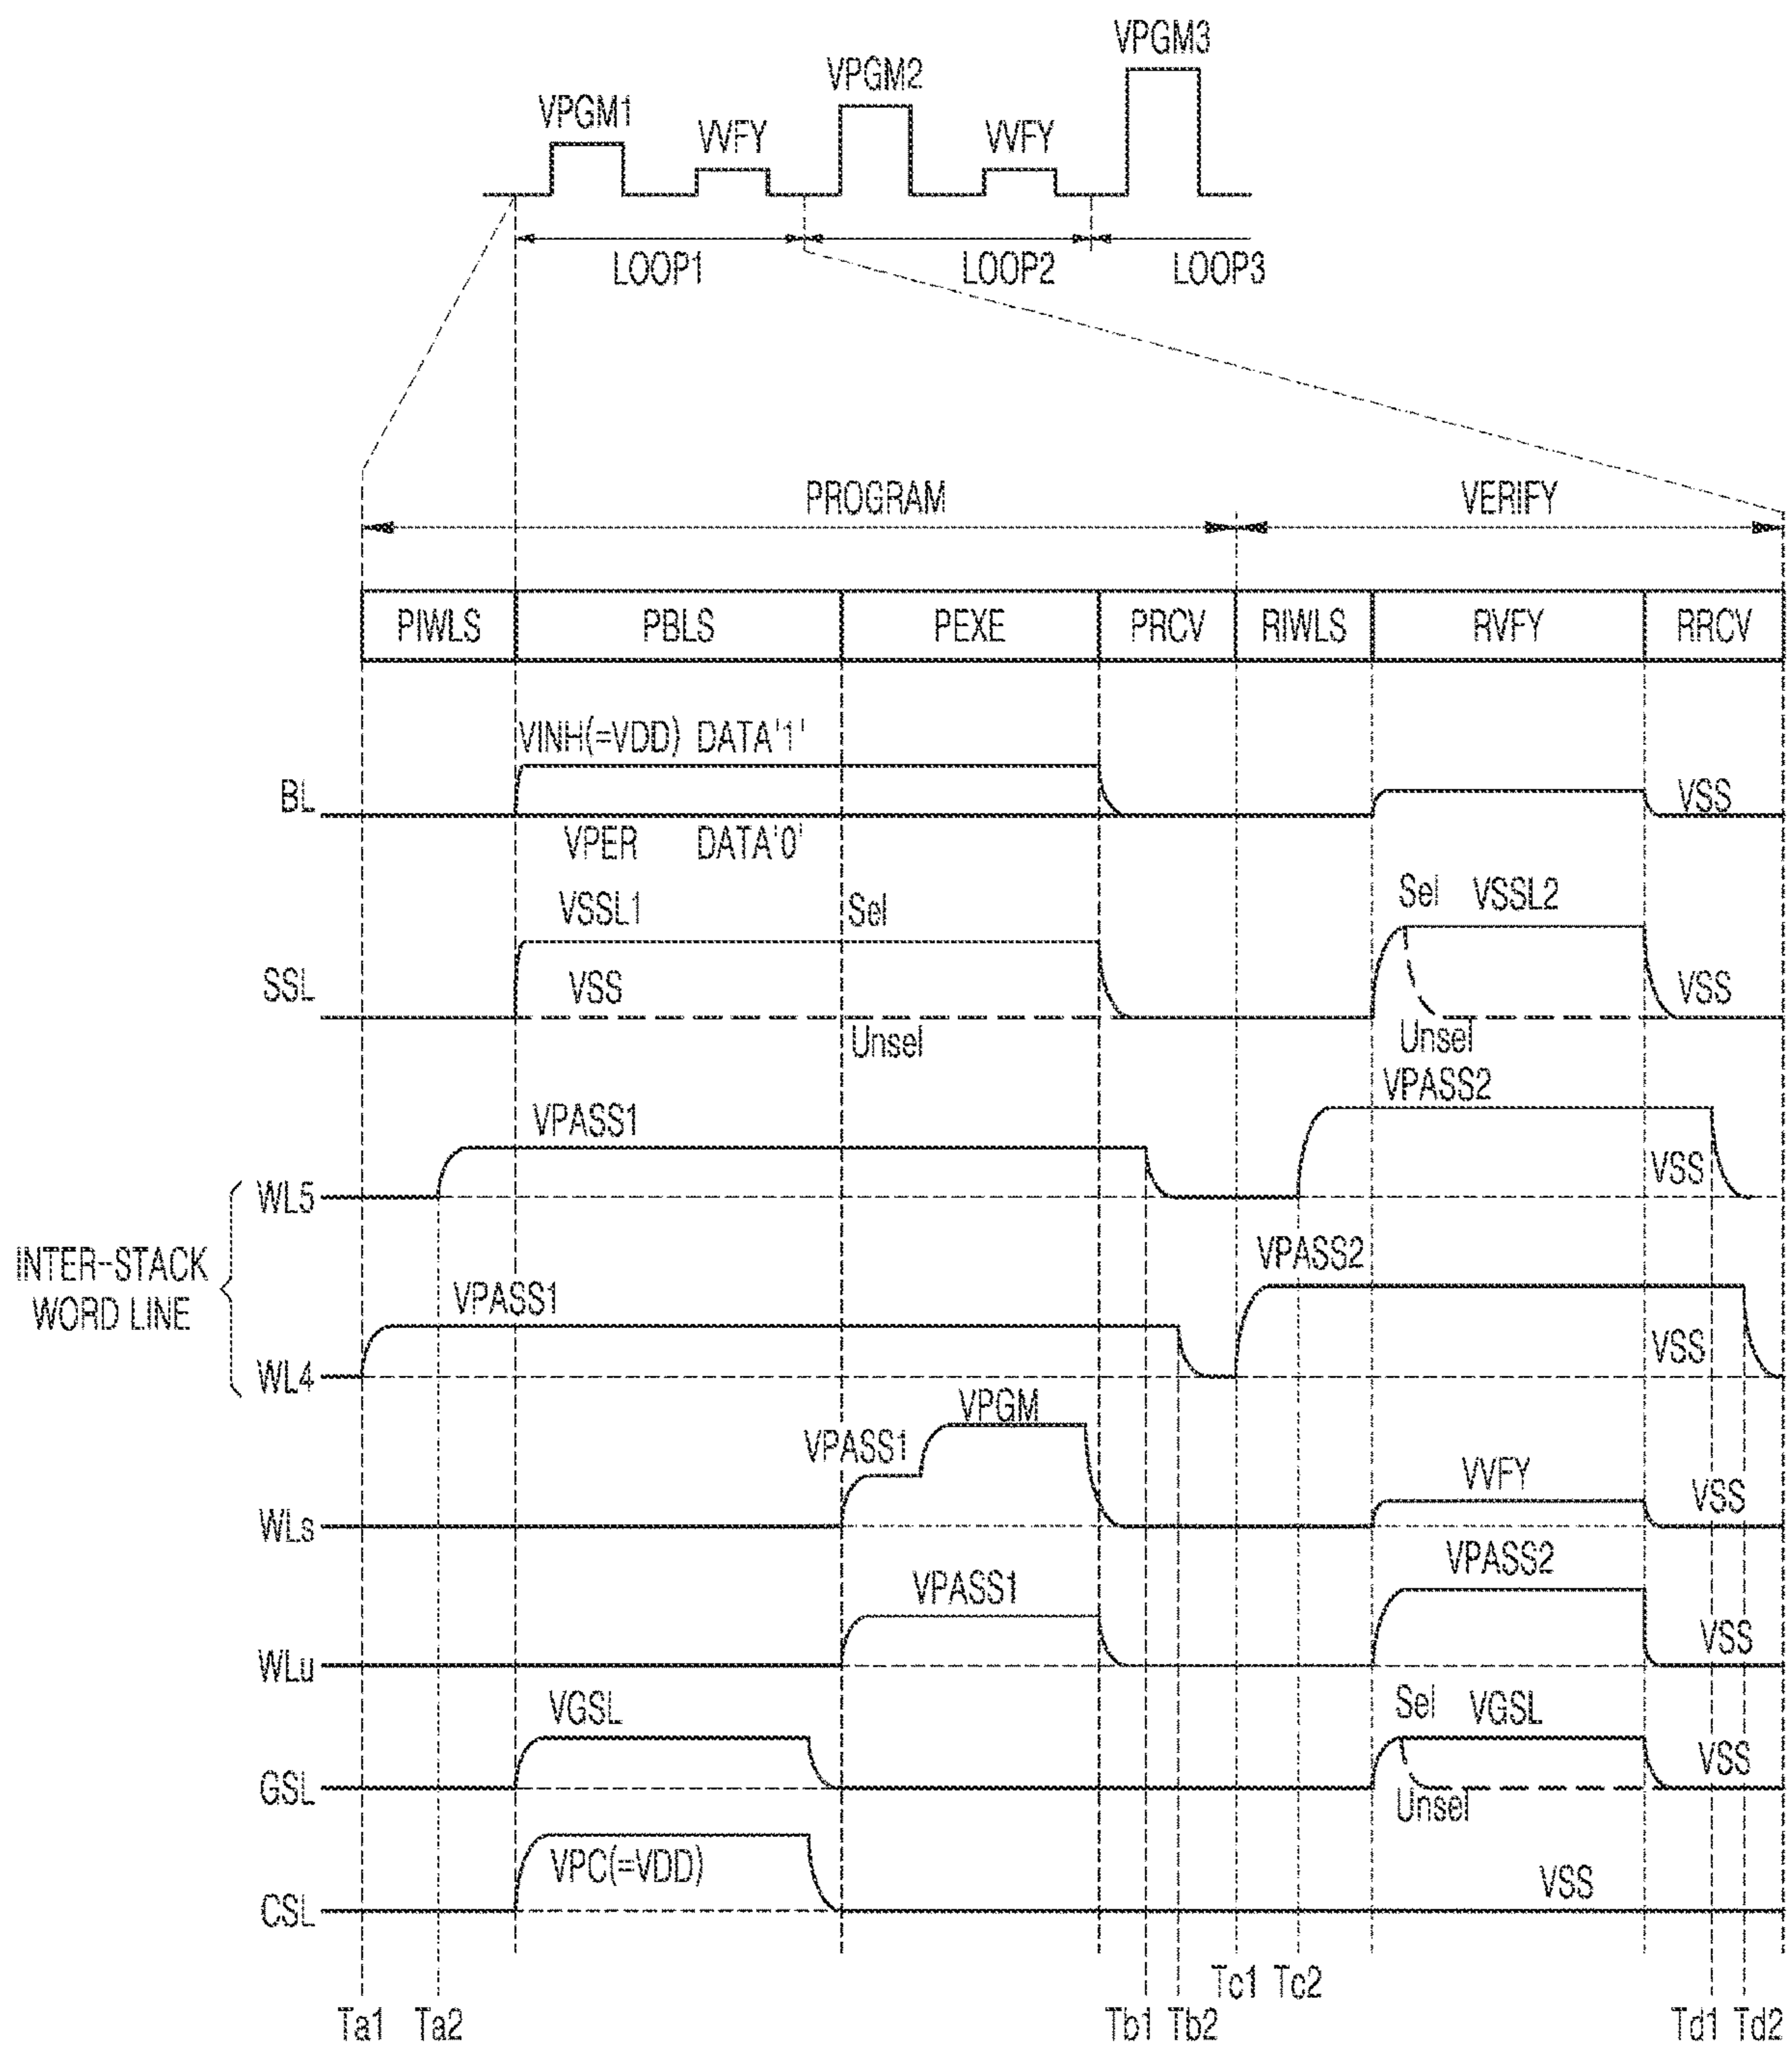 VPGM1
VVFY
VPGM2
VVFY
VPGM3
LOOP1
LOOP2
LOOP3
PROGRAM
VERIFY
PIWLS
PBLS
PEXE
PRCV
RIWLS
RVFY
RRCV
BL
VINH(=VDD) DATA'1'
VPER DATA'0'
VSS
SSL
VSSL1
Sel
VSS
Unsel
Sel VSSL2
Unsel
VSS
INTER-STACK
WORD LINE
WL5
VPASS1
VPASS2
VSS
WL4
VPASS1
VPASS2
VSS
WLs
VPASS1
VPGM
VVFY
VSS
WLu
VPASS1
VPASS2
VSS
GSL
VGSL
Sel VGSL
Unsel
VSS
CSL
VPC(=VDD)
VSS
Ta1
Ta2
Tb1
Tb2
Tc1
Tc2
Td1
Td2